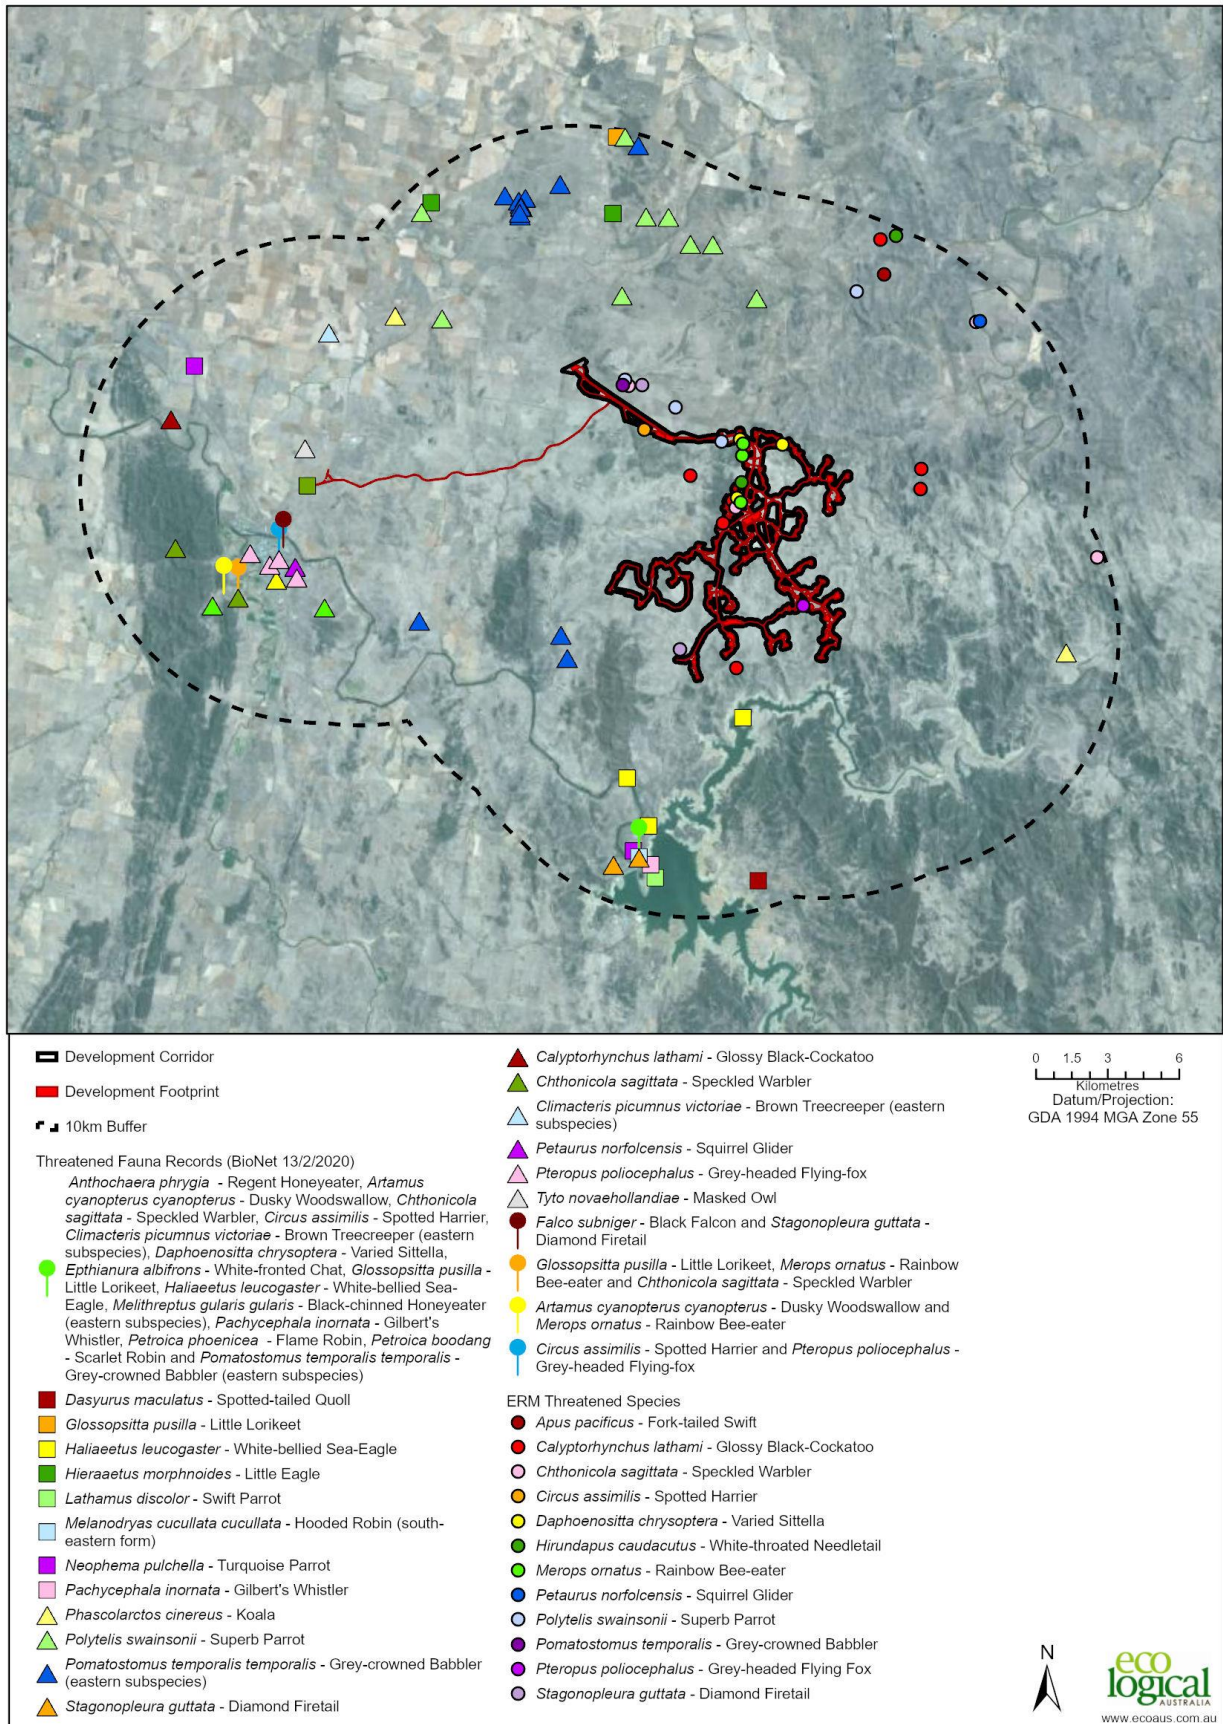 Development Corridor
Development Footprint
10km Buffer
Threatened Fauna Records (BioNet 13/2/2020)
Anthochaera phrygia - Regent Honeyeater, Artamus
cyanopterus cyanopterus - Dusky Woodswallow, Chthonicola
sagittata - Speckled Warbler, Circus assimilis - Spotted Harrier,
Climacteris picumnus victoriae - Brown Treecreeper (eastern
subspecies), Daphoenositta chrysoptera - Varied Sittella,
Epthianura albifrons - White-fronted Chat, Glossopsitta pusilla -
Little Lorikeet, Haliaeetus leucogaster - White-bellied Sea-
Eagle, Melithreptus gularis gularis - Black-chinned Honeyeater
(eastern subspecies), Pachycephala inornata - Gilbert's
Whistler, Petroica phoenicea - Flame Robin, Petroica boodang
- Scarlet Robin and Pomatostomus temporalis temporalis -
Grey-crowned Babbler (eastern subspecies)
Dasyurus maculatus - Spotted-tailed Quoll
Glossopsitta pusilla - Little Lorikeet
Haliaeetus leucogaster - White-bellied Sea-Eagle
Hieraaetus morphnoides - Little Eagle
Lathamus discolor - Swift Parrot
Melanodryas cucullata cucullata - Hooded Robin (south-
eastern form)
Neophema pulchella - Turquoise Parrot
Pachycephala inornata - Gilbert's Whistler
Phascolarctos cinereus - Koala
Polytelis swainsonii - Superb Parrot
Pomatostomus temporalis temporalis - Grey-crowned Babbler
(eastern subspecies)
Stagonopleura guttata - Diamond Firetail
Calyptorhynchus lathami - Glossy Black-Cockatoo
Chthonicola sagittata - Speckled Warbler
Climacteris picumnus victoriae - Brown Treecreeper (eastern
subspecies)
Petaurus norfolcensis - Squirrel Glider
Pteropus poliocephalus - Grey-headed Flying-fox
Tyto novaehollandiae - Masked Owl
Falco subniger - Black Falcon and Stagonopleura guttata -
Diamond Firetail
Glossopsitta pusilla - Little Lorikeet, Merops ornatus - Rainbow
Bee-eater and Chthonicola sagittata - Speckled Warbler
Artamus cyanopterus cyanopterus - Dusky Woodswallow and
Merops ornatus - Rainbow Bee-eater
Circus assimilis - Spotted Harrier and Pteropus poliocephalus -
Grey-headed Flying-fox
ERM Threatened Species
Apus pacificus - Fork-tailed Swift
Calyptorhynchus lathami - Glossy Black-Cockatoo
Chthonicola sagittata - Speckled Warbler
Circus assimilis - Spotted Harrier
Daphoenositta chrysoptera - Varied Sittella
Hirundapus caudacutus - White-throated Needletail
Merops ornatus - Rainbow Bee-eater
Petaurus norfolcensis - Squirrel Glider
Polytelis swainsonii - Superb Parrot
Pomatostomus temporalis - Grey-crowned Babbler
Pteropus poliocephalus - Grey-headed Flying Fox
Stagonopleura guttata - Diamond Firetail
0 1.5 3 6
Kilometres
Datum/Projection:
GDA 1994 MGA Zone 55
N
eco
logical
AUSTRALIA
www.ecoaus.com.au